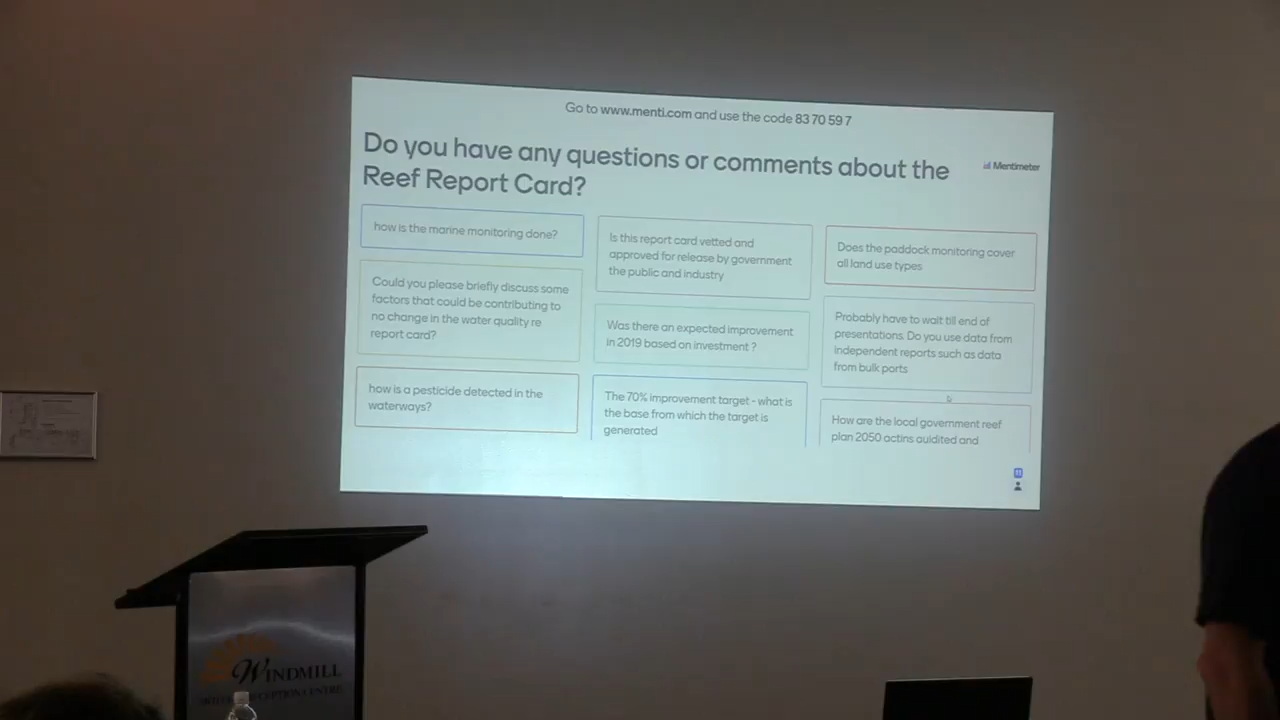 Go to www.menti.com and use the code 83 70 59 7
Do you have any questions or comments about the
Reef Report Card?
Mentimeter
how is the marine monitoring done?
Could you please briefly discuss some
factors that could be contributing to
no change in the water quality re
report card?
how is a pesticide detected in the
waterways?
Is this report card vetted and
approved for release by government
the public and industry
Was there an expected improvement
in 2019 based on investment ?
The 70% improvement target - what is
the base from which the target is
generated
Does the paddock monitoring cover
all land use types
Probably have to wait till end of
presentations. Do you use data from
independent reports such as data
from bulk ports
How are the local government reef
plan 2050 actins auidited and
WINDMILL